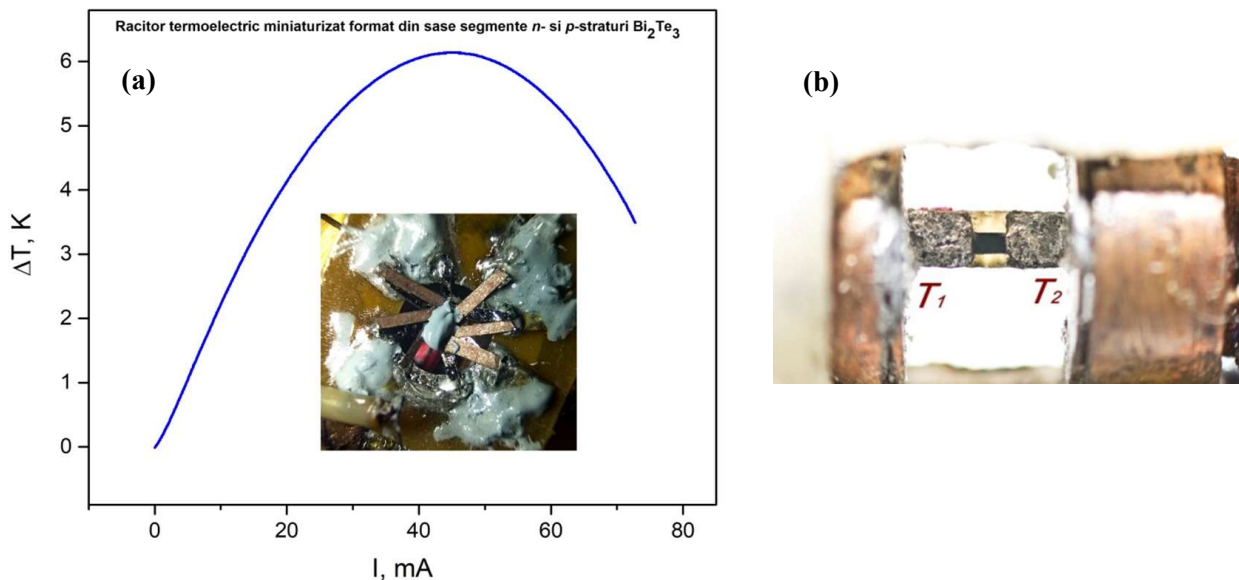 Racitor termoelectric miniaturizat format din sase segmente n- si p-straturi Bi2Te3
(a)
(b)
6
5
4
3
2
1
0
ΔT, K
0
20
40
60
80
I, mA
T1
T2